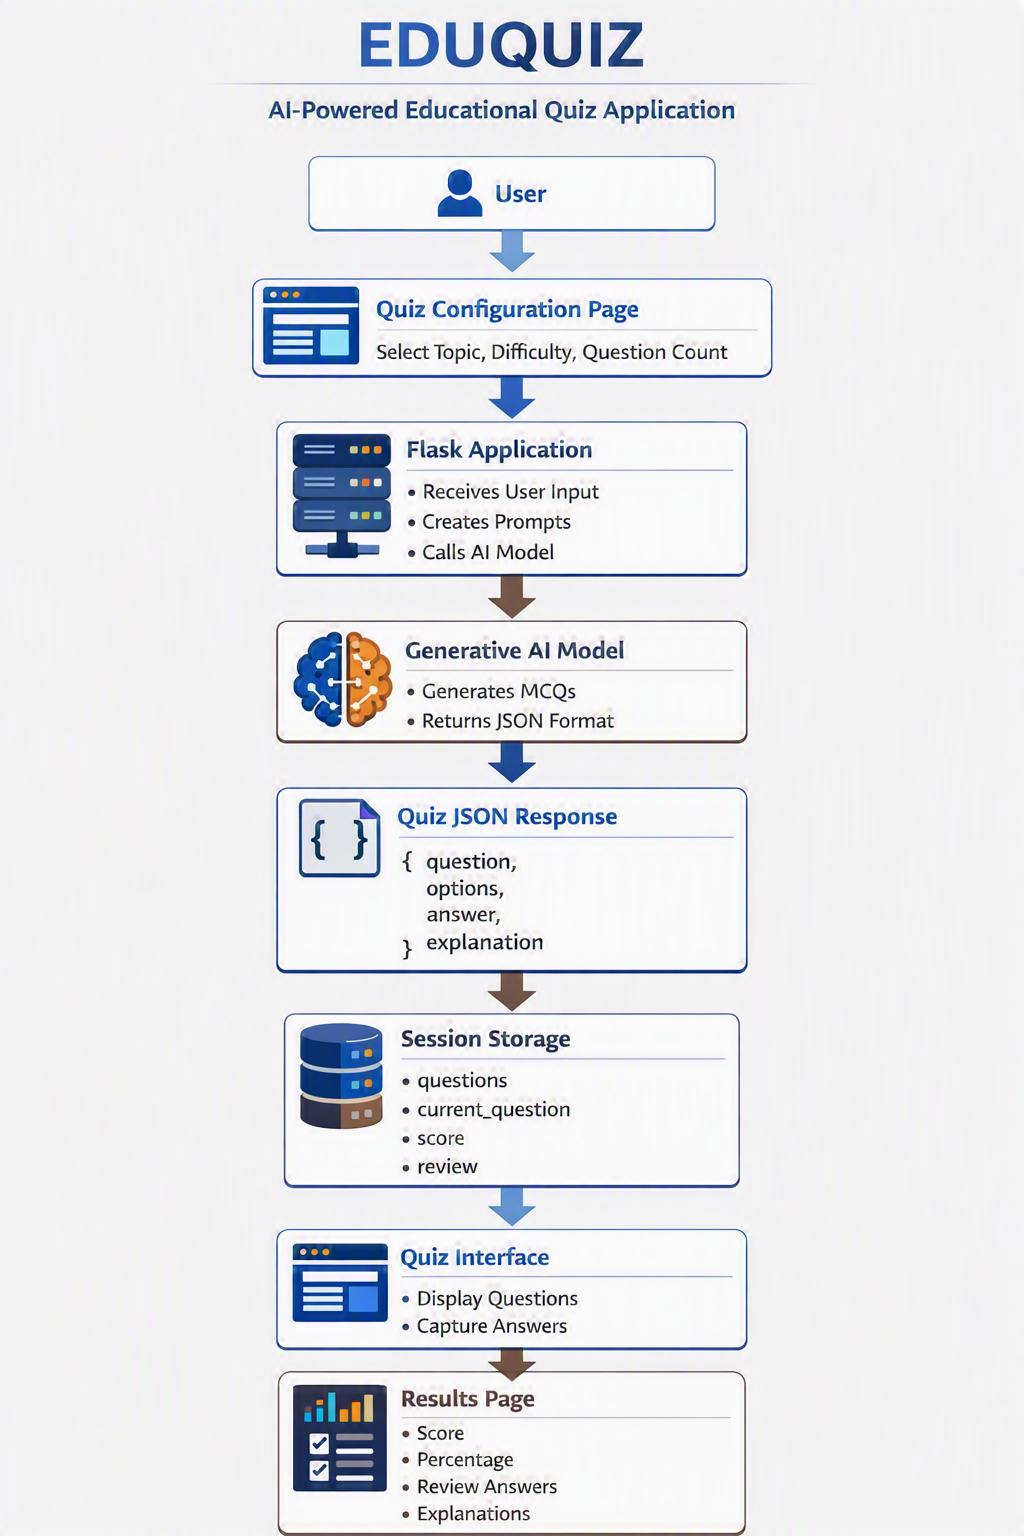 EDUQUIZ
AI-Powered Educational Quiz Application
User
Quiz Configuration Page
Select Topic, Difficulty, Question Count
Flask Application
• Receives User Input
• Creates Prompts
• Calls AI Model
Generative AI Model
• Generates MCQs
• Returns JSON Format
{ }
Quiz JSON Response
{ question,
options,
answer,
} explanation
Session Storage
• questions
• current_question
• score
• review
Quiz Interface
• Display Questions
• Capture Answers
Results Page
• Score
• Percentage
• Review Answers
• Explanations